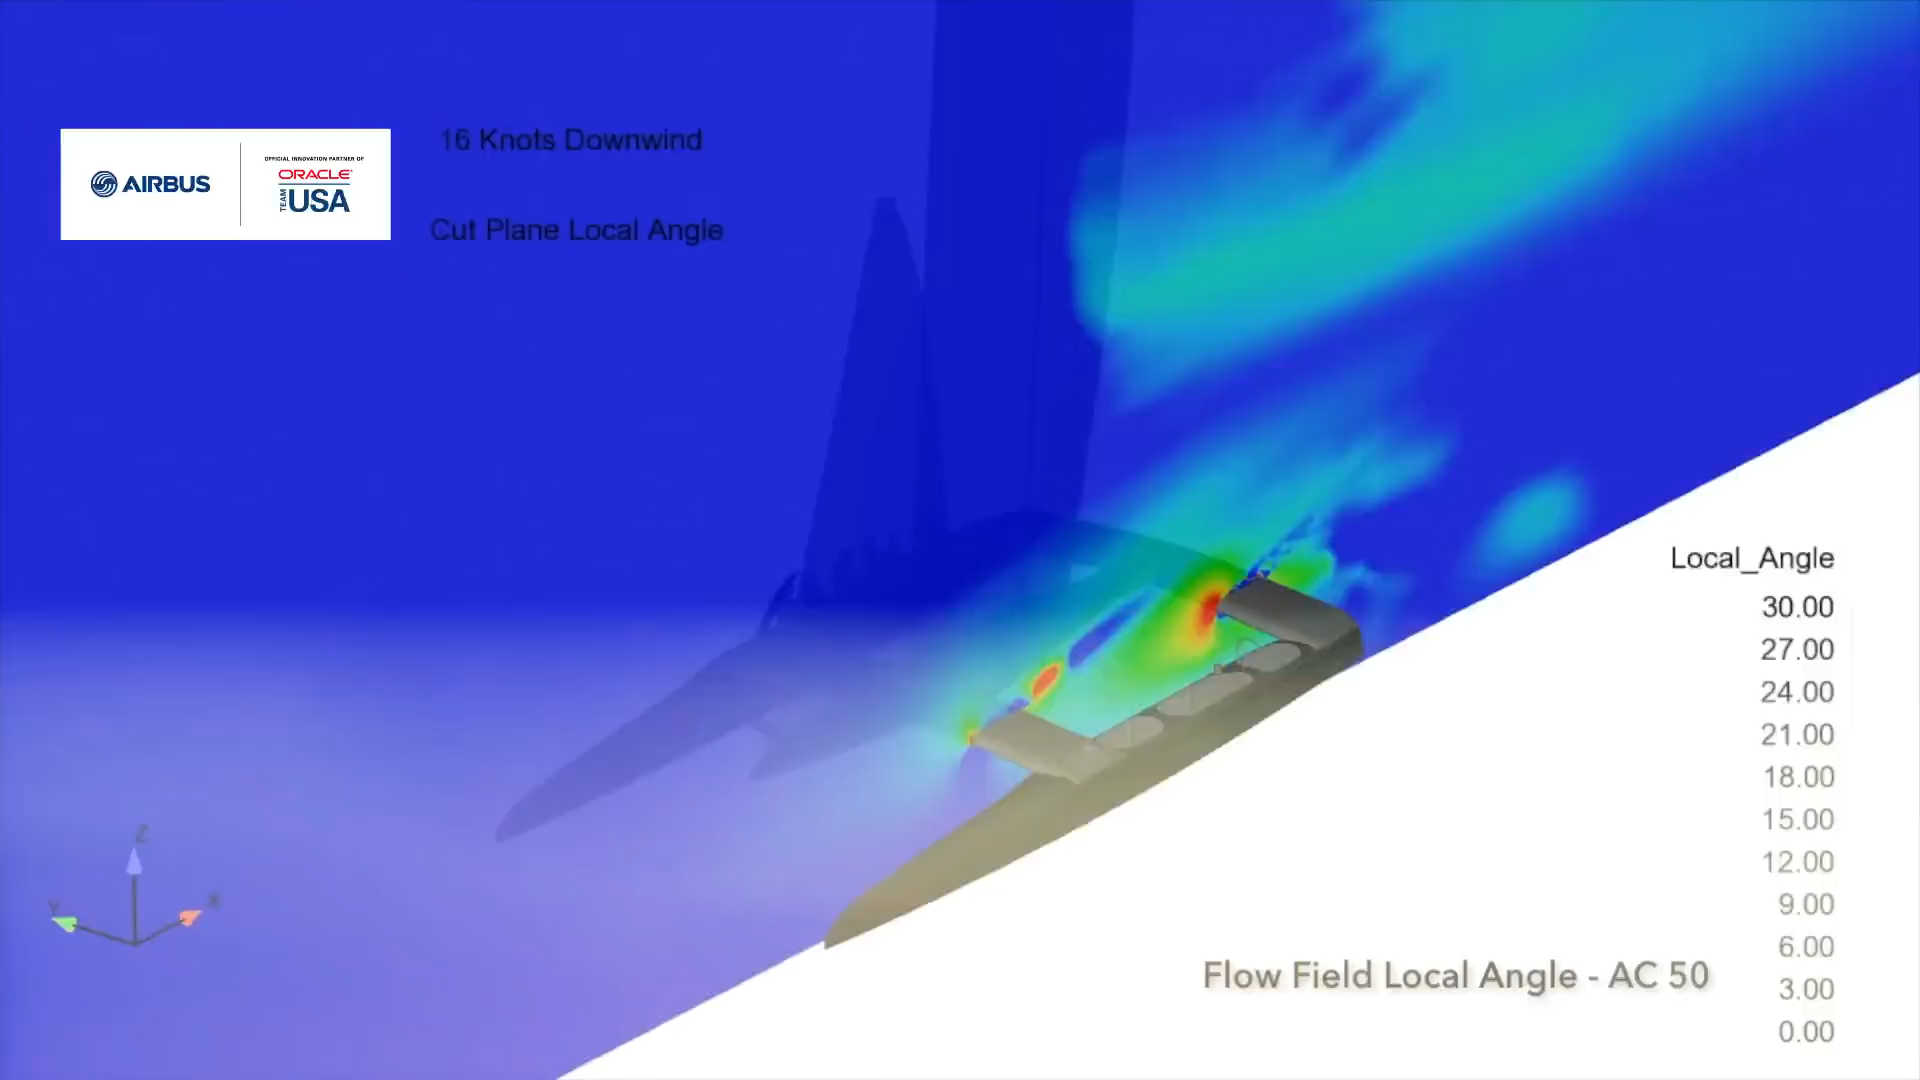 16 Knots Downwind
OFFICIAL INNOVATION PARTNER OF
AIRBUS
ORACLE
TEAM USA
Cut Plane Local Angle
Local_Angle
30.00
27.00
24.00
21.00
18.00
15.00
12.00
9.00
6.00
3.00
0.00
Flow Field Local Angle - AC 50
Z
Y
X